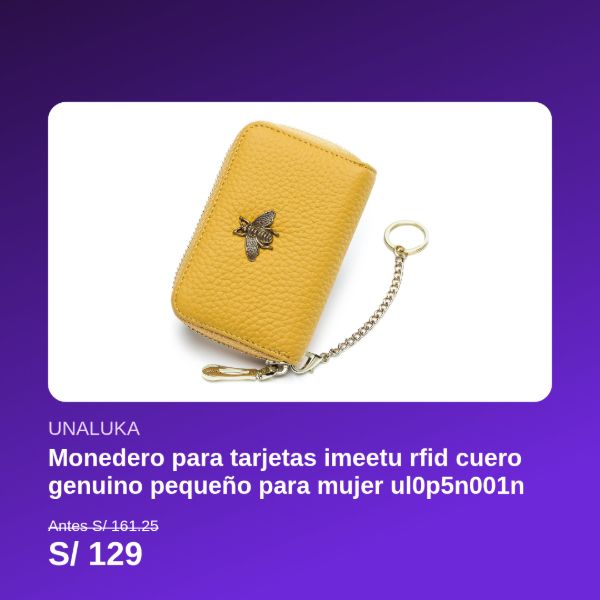 UNALUKA
Monedero para tarjetas imeetu rfid cuero
genuino pequeño para mujer ul0p5n001n
Antes S/ 161.25
S/ 129